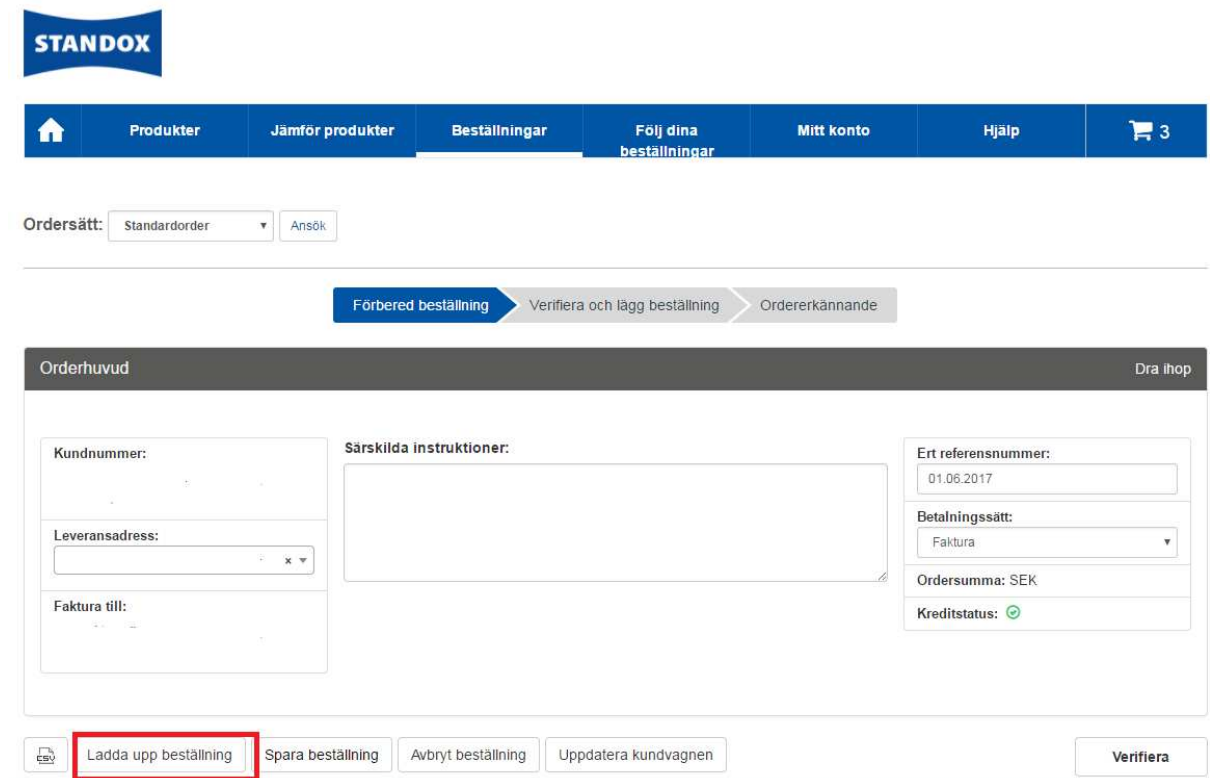 STANDOX
Produkter
Jämför produkter
Beställningar
Följ dina
beställningar
Mitt konto
Hjälp
3
Ordersätt: Standardorder Ansök
Förbered beställning Verifiera och lägg beställning Ordererkännande
Orderhuvud Dra ihop
Kundnummer:
Leveransadress:
×
Faktura till:
Särskilda instruktioner:
Ert referensnummer:
01.06.2017
Betalningssätt:
Faktura
Ordersumma: SEK
Kreditstatus:
CSV Ladda upp beställning Spara beställning Avbryt beställning Uppdatera kundvagnen Verifiera